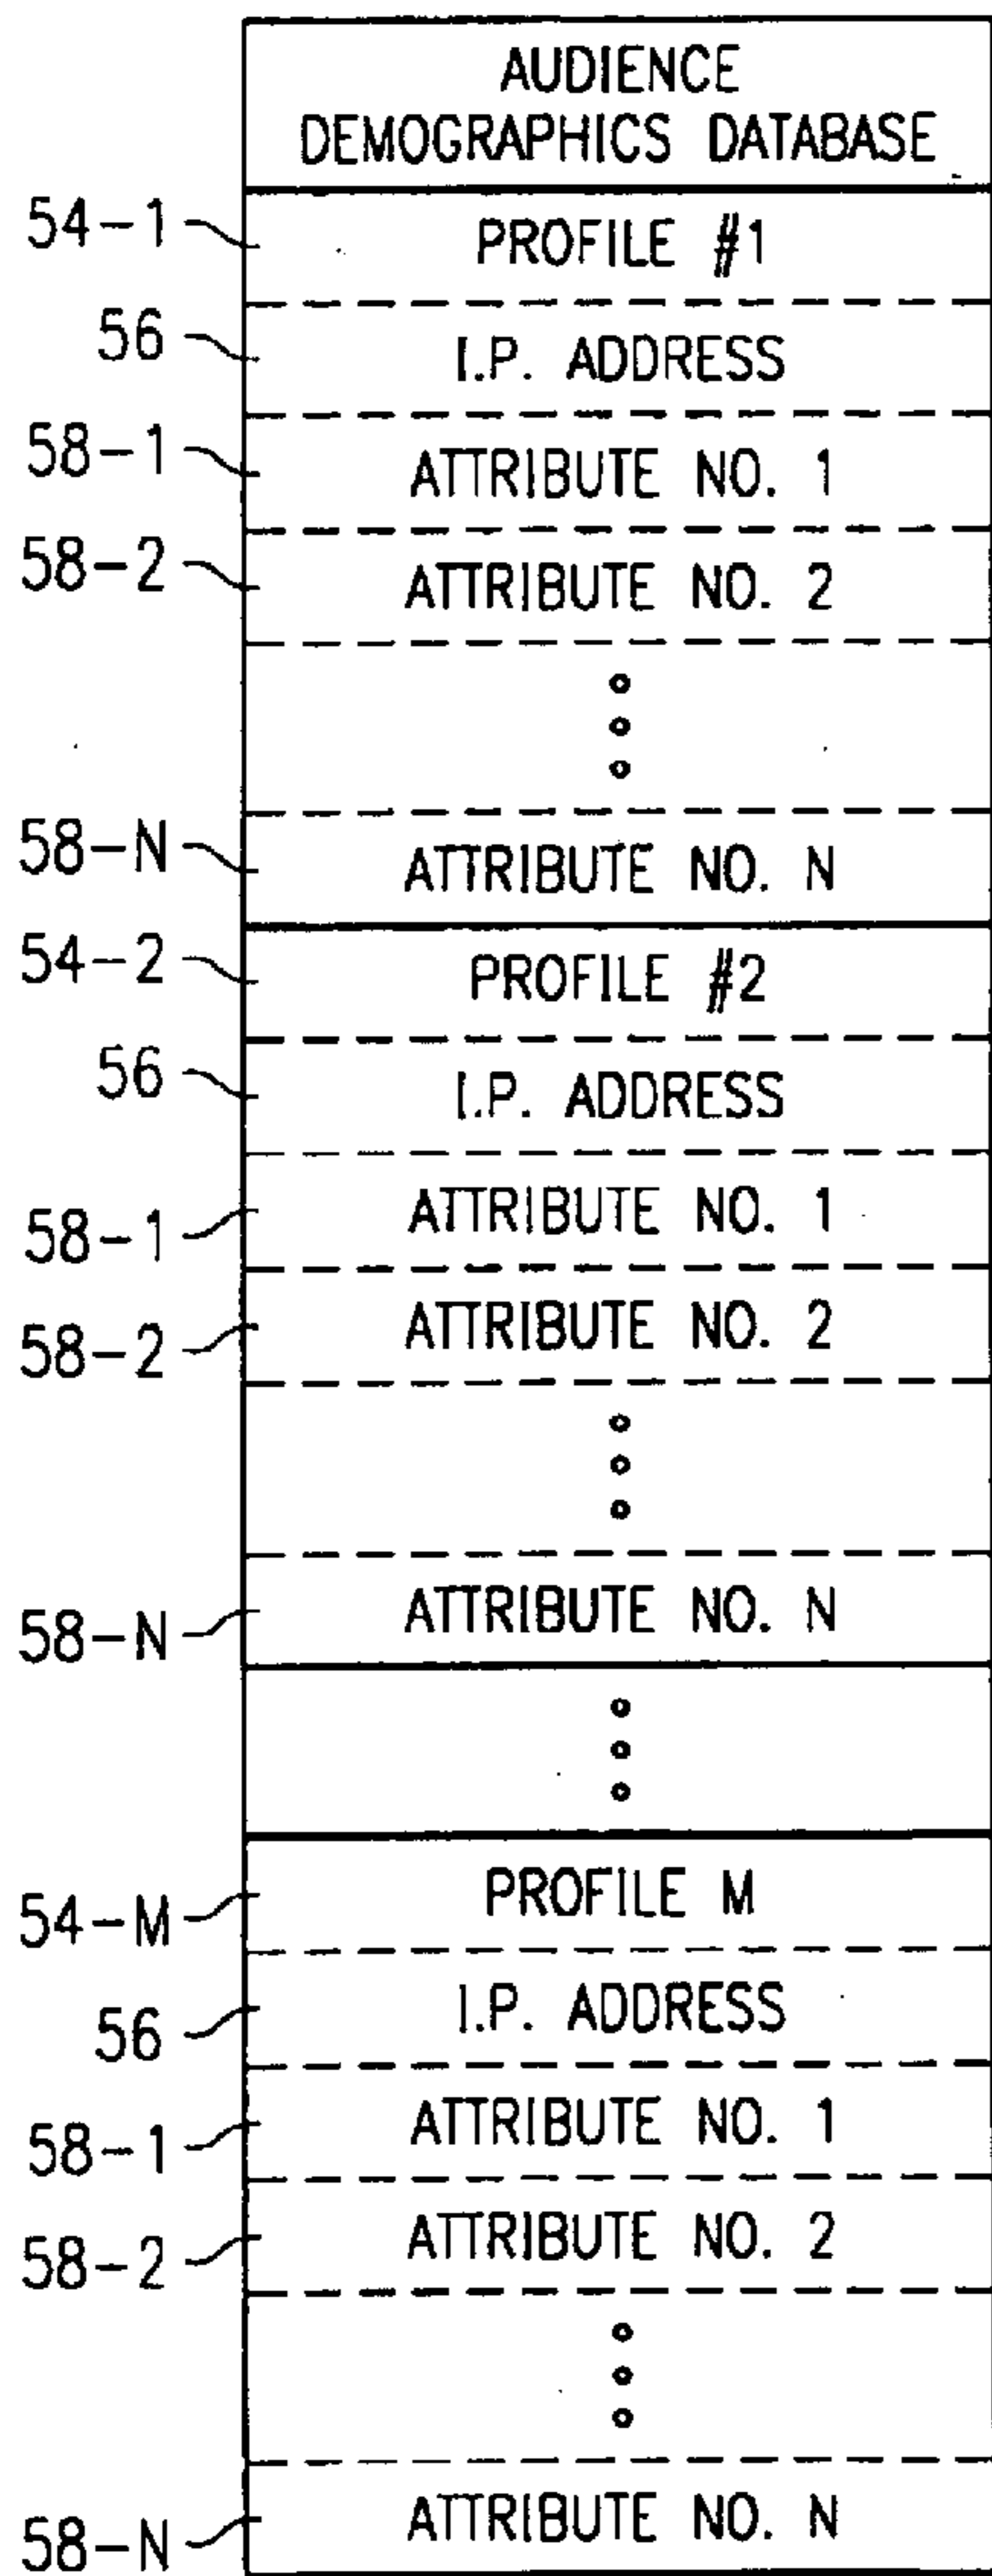 AUDIENCE
DEMOGRAPHICS DATABASE
54-1 PROFILE #1
56 I.P. ADDRESS
58-1 ATTRIBUTE NO. 1
58-2 ATTRIBUTE NO. 2
58-N ATTRIBUTE NO. N
54-2 PROFILE #2
56 I.P. ADDRESS
58-1 ATTRIBUTE NO. 1
58-2 ATTRIBUTE NO. 2
58-N ATTRIBUTE NO. N
54-M PROFILE M
56 I.P. ADDRESS
58-1 ATTRIBUTE NO. 1
58-2 ATTRIBUTE NO. 2
58-N ATTRIBUTE NO. N